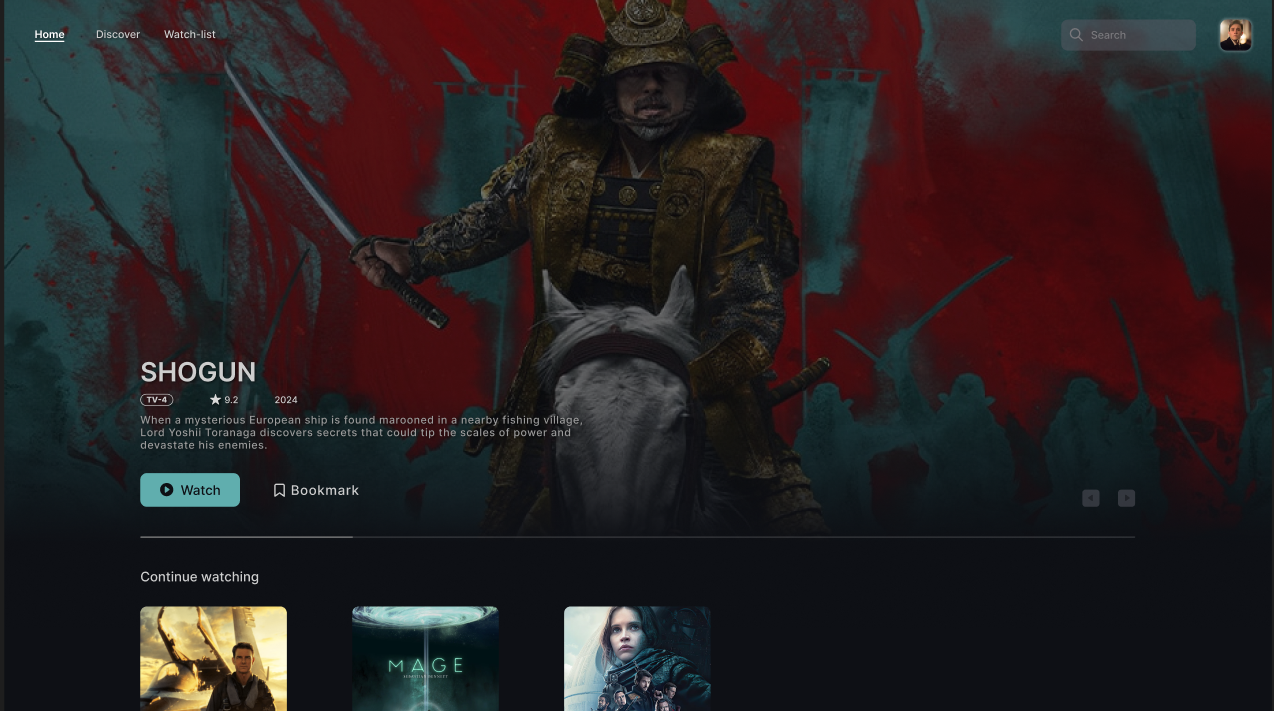 Home
Discover
Watch-list
Search
SHOGUN
TV-4
9.2
2024
When a mysterious European ship is found marooned in a nearby fishing village,
Lord Yoshii Toranaga discovers secrets that could tip the scales of power and
devastate his enemies.
Watch
Bookmark
Continue watching
MAGE